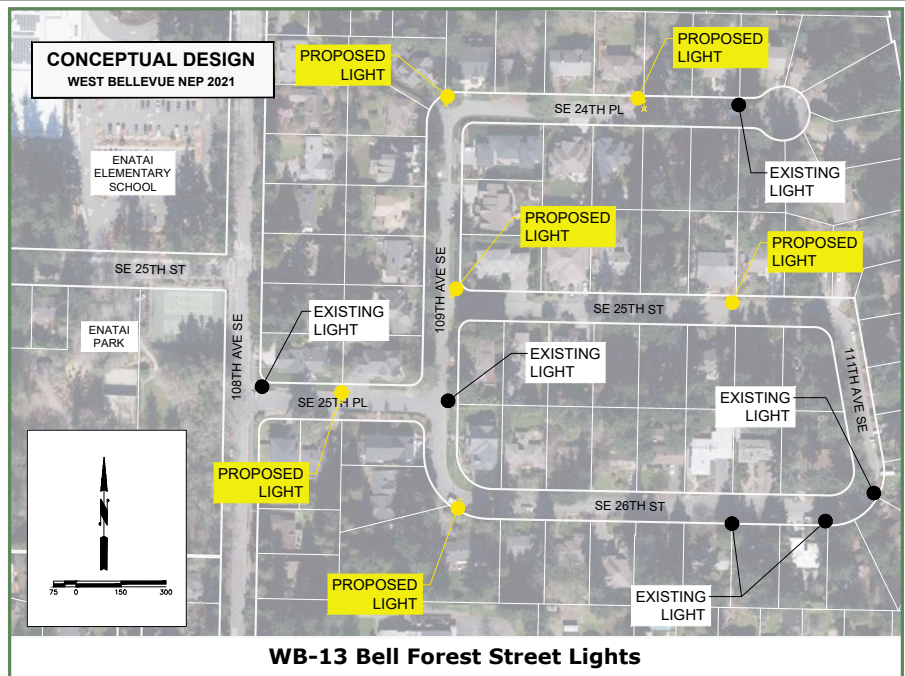 CONCEPTUAL DESIGN
WEST BELLEVUE NEP 2021
PROPOSED
LIGHT
PROPOSED
LIGHT
SE 24TH PL
EXISTING
LIGHT
ENATAI
ELEMENTARY
SCHOOL
PROPOSED
LIGHT
PROPOSED
LIGHT
SE 25TH ST
SE 25TH ST
109TH AVE SE
108TH AVE SE
111TH AVE SE
EXISTING
LIGHT
ENATAI
PARK
EXISTING
LIGHT
SE 25TH PL
EXISTING
LIGHT
PROPOSED
LIGHT
SE 26TH ST
N
PROPOSED
LIGHT
EXISTING
LIGHT
75 0 150 300
WB-13 Bell Forest Street Lights